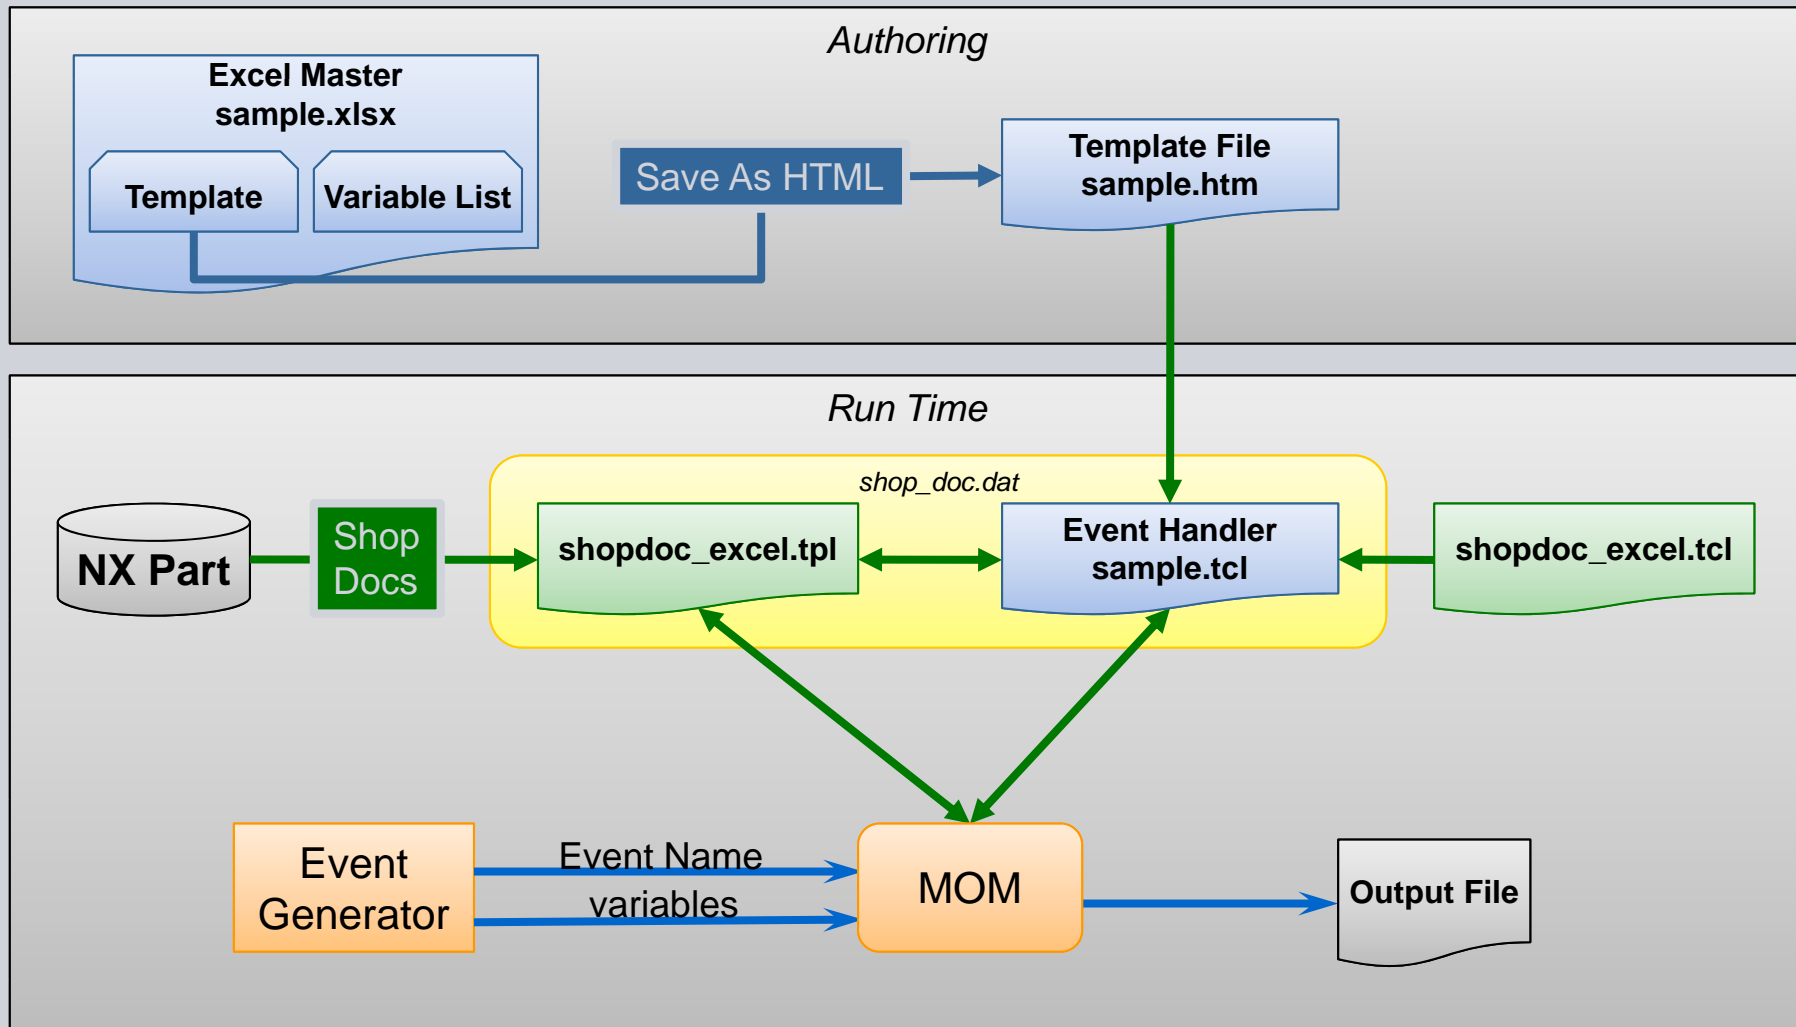 Authoring
Excel Master
sample.xlsx
Template
Variable List
Save As HTML
Template File
sample.htm
Run Time
shop_doc.dat
NX Part
Shop
Docs
shopdoc_excel.tpl
Event Handler
sample.tcl
shopdoc_excel.tcl
Event
Generator
Event Name
variables
MOM
Output File